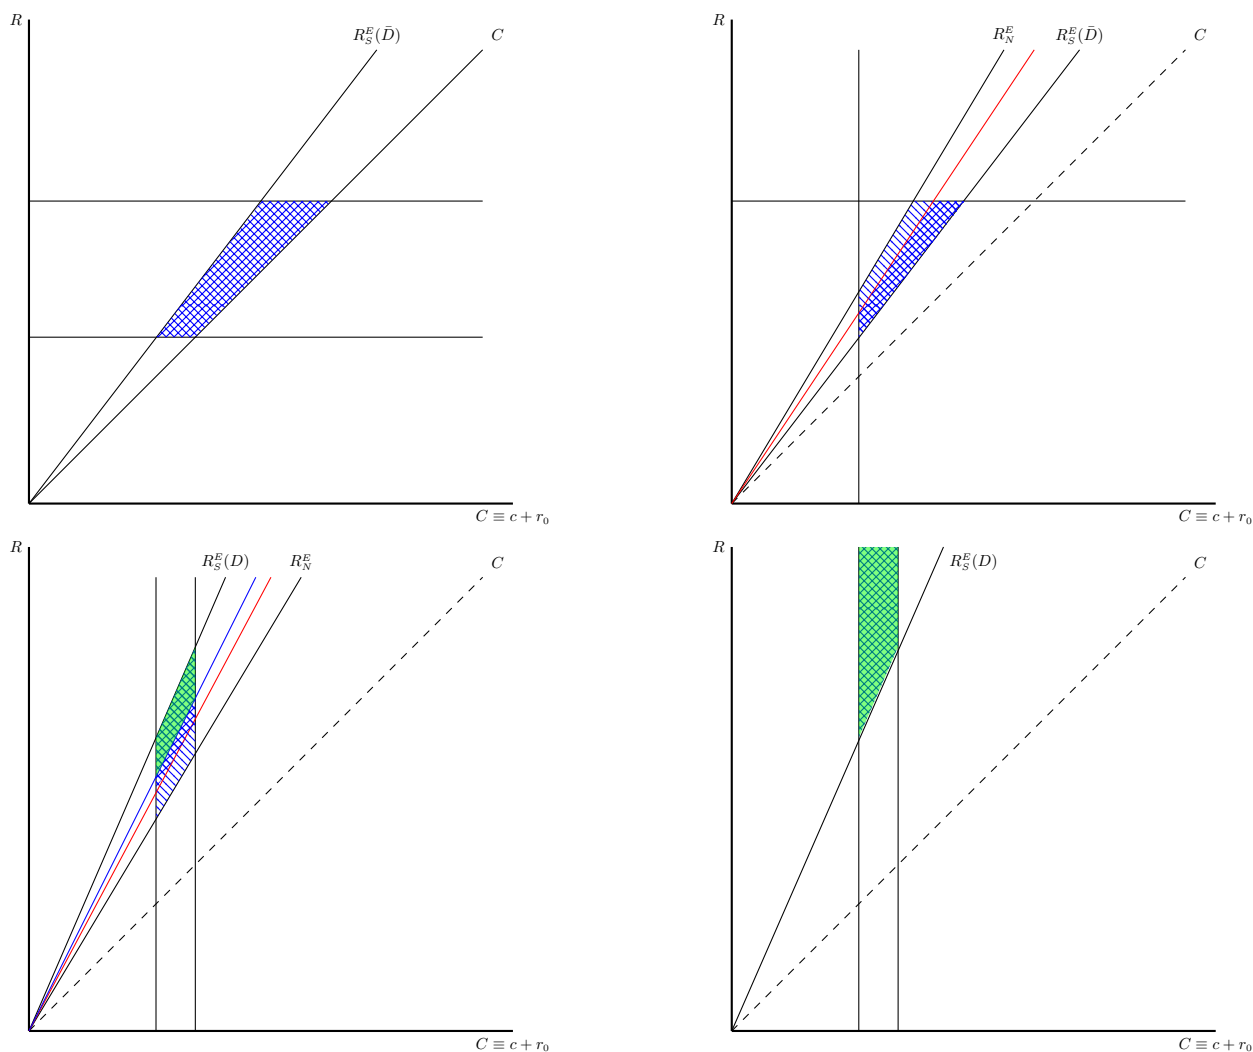 R
$R_S^E(\bar{D})$
C
$C \equiv c + r_0$
R
$R_N^E$
$R_S^E(\bar{D})$
C
$C \equiv c + r_0$
R
$R_S^E(D)$
$R_N^E$
C
$C \equiv c + r_0$
R
$R_S^E(D)$
C
$C \equiv c + r_0$